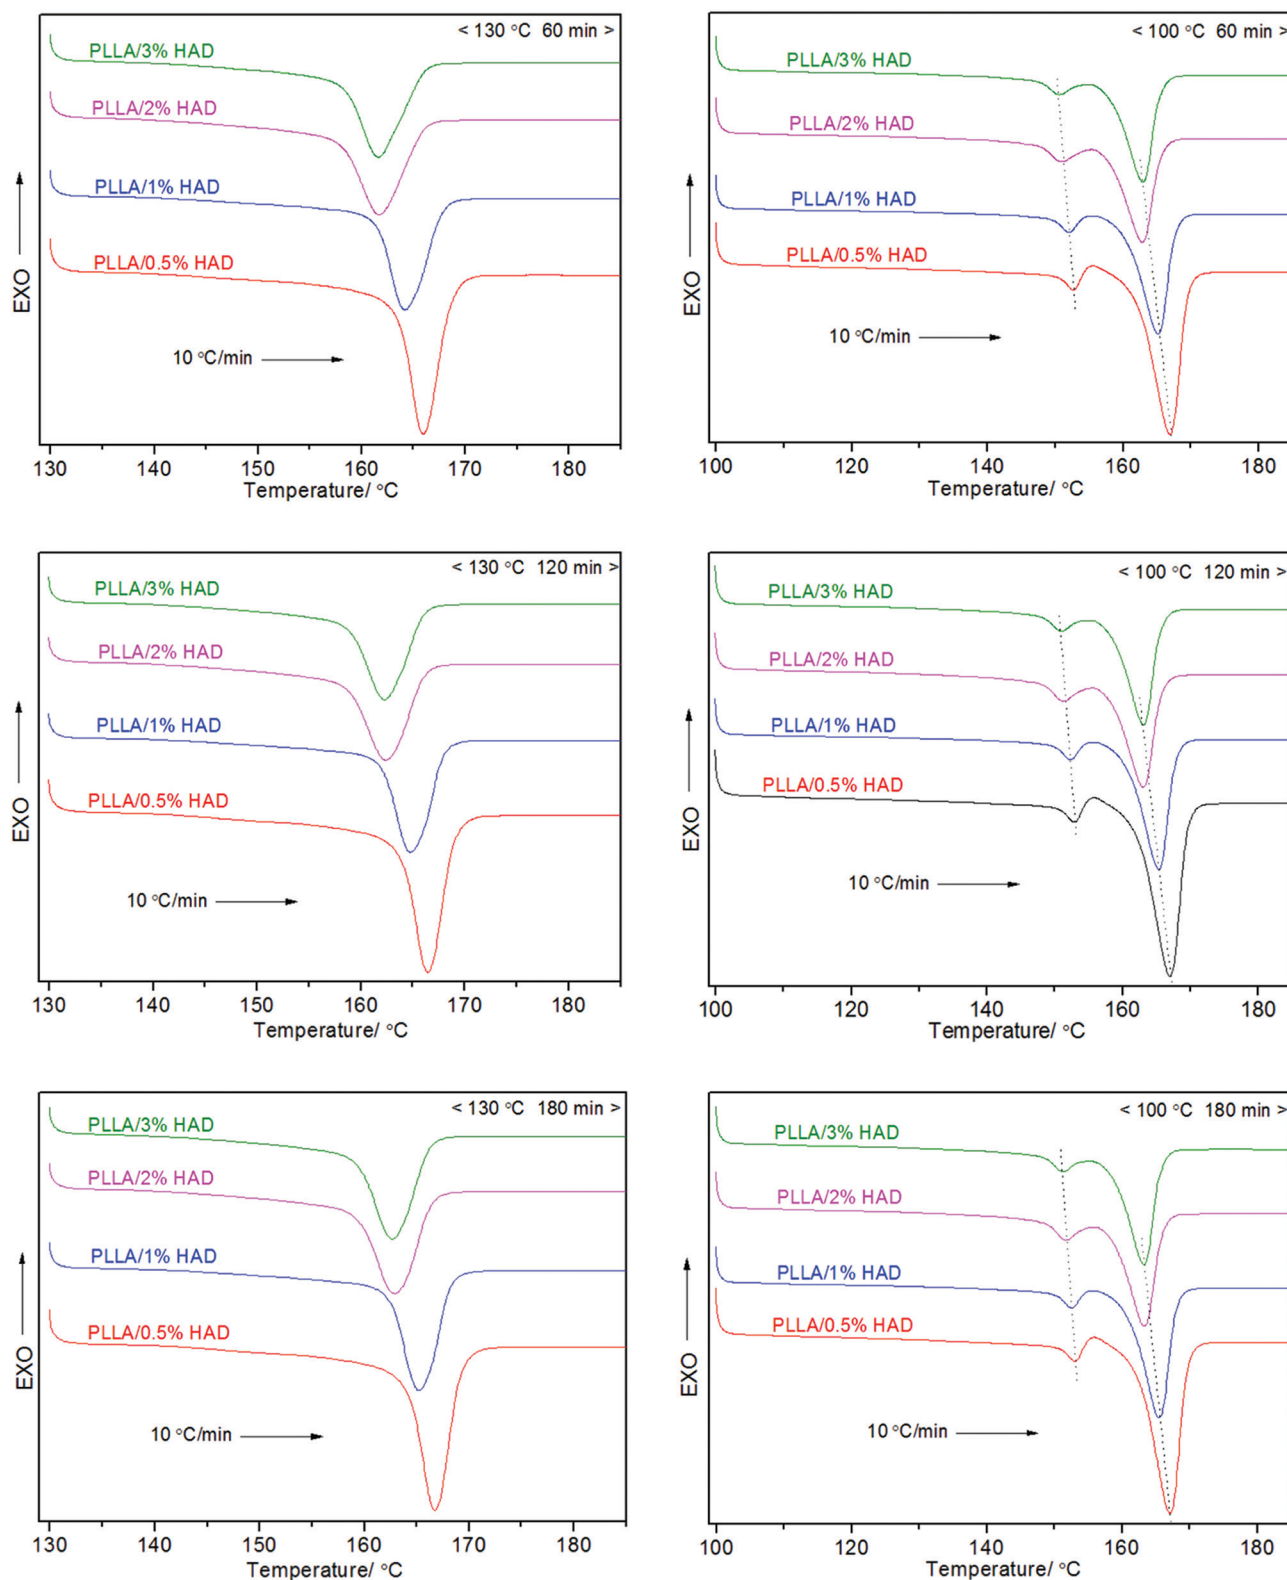 < 130 °C 60 min >
PLLA/3% HAD
PLLA/2% HAD
PLLA/1% HAD
PLLA/0.5% HAD
EXO
10 °C/min
130 140 150 160 170 180
Temperature/ °C
< 100 °C 60 min >
PLLA/3% HAD
PLLA/2% HAD
PLLA/1% HAD
PLLA/0.5% HAD
EXO
10 °C/min
100 120 140 160 180
Temperature/ °C
< 130 °C 120 min >
PLLA/3% HAD
PLLA/2% HAD
PLLA/1% HAD
PLLA/0.5% HAD
EXO
10 °C/min
130 140 150 160 170 180
Temperature/ °C
< 100 °C 120 min >
PLLA/3% HAD
PLLA/2% HAD
PLLA/1% HAD
PLLA/0.5% HAD
EXO
10 °C/min
100 120 140 160 180
Temperature/ °C
< 130 °C 180 min >
PLLA/3% HAD
PLLA/2% HAD
PLLA/1% HAD
PLLA/0.5% HAD
EXO
10 °C/min
130 140 150 160 170 180
Temperature/ °C
< 100 °C 180 min >
PLLA/3% HAD
PLLA/2% HAD
PLLA/1% HAD
PLLA/0.5% HAD
EXO
10 °C/min
100 120 140 160 180
Temperature/ °C